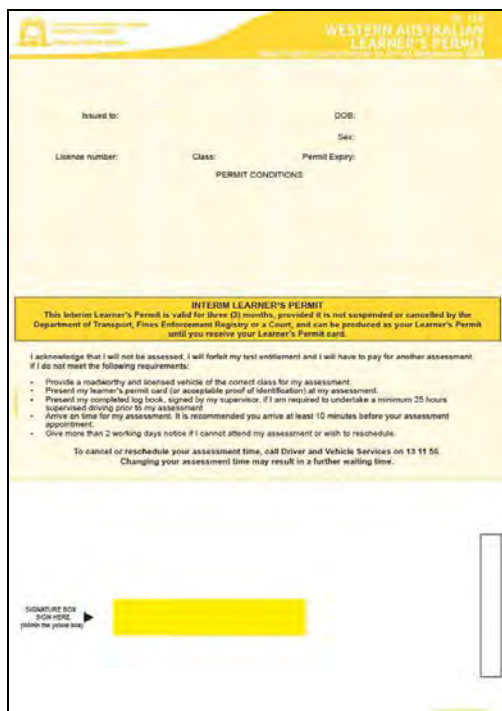 WESTERN AUSTRALIAN
LEARNER'S PERMIT
Issued to:
DOB:
Sex:
Licence number:
Class:
Permit Expiry:
PERMIT CONDITIONS
INTERIM LEARNER'S PERMIT
This Interim Learner's Permit is valid for three (3) months, provided it is not suspended or cancelled by the
Department of Transport, Fines Enforcement Registry or a Court, and can be produced as your Learner's Permit
until you receive your Learner's Permit card.
I acknowledge that I will not be assessed, I will forfeit my test entitlement and I will have to pay for another assessment
if I do not meet the following requirements:
• Provide a roadworthy and licensed vehicle of the correct class for my assessment.
• Present my learner's permit card (or acceptable proof of identification) at my assessment.
• Present my completed log book, signed by my supervisor, if I am required to undertake a minimum 25 hours
supervised driving prior to my assessment
• Arrive on time for my assessment. It is recommended you arrive at least 10 minutes before your assessment
appointment.
• Give more than 2 working days notice if I cannot attend my assessment or wish to reschedule.
To cancel or reschedule your assessment time, call Driver and Vehicle Services on 13 11 56.
Changing your assessment time may result in a further waiting time.
SIGNATURE BOX
SIGN HERE
(Within the yellow box)